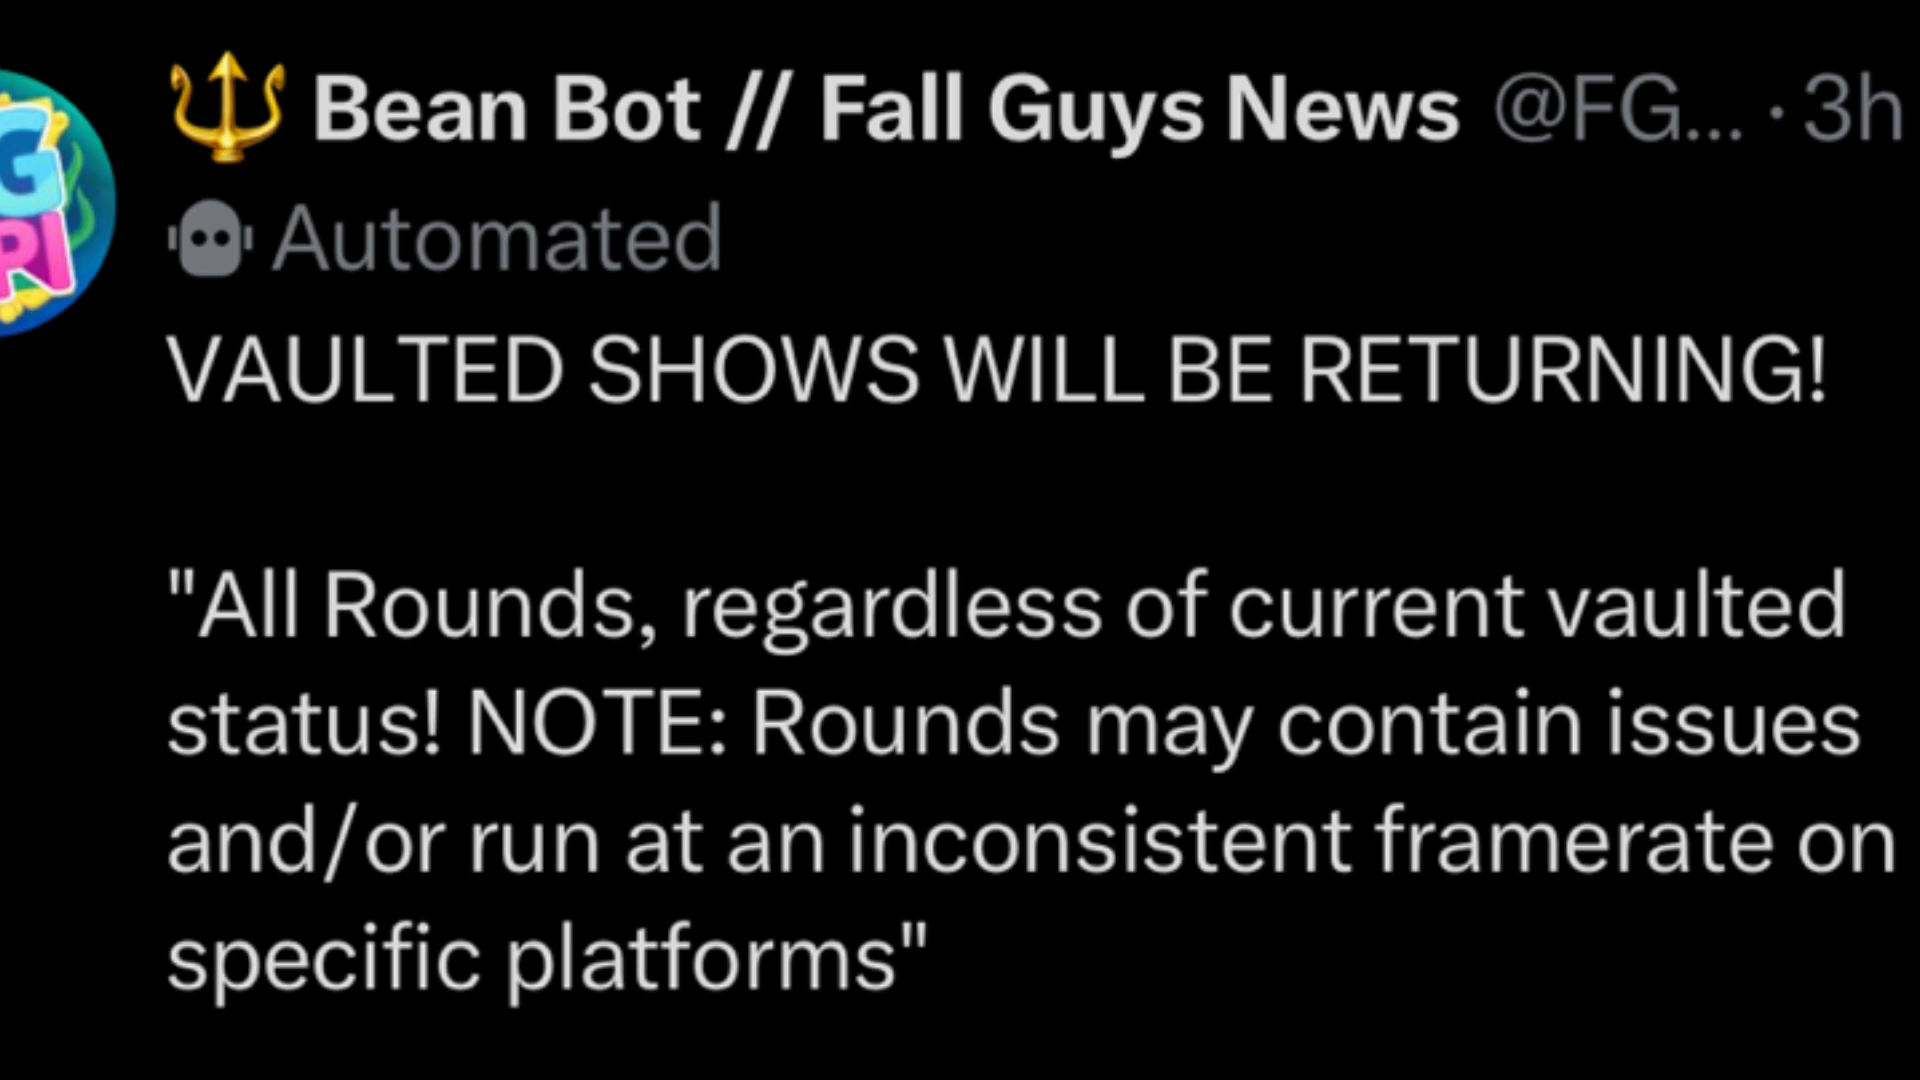 🔱 Bean Bot // Fall Guys News @FG... · 3h
Automated
VAULTED SHOWS WILL BE RETURNING!
"All Rounds, regardless of current vaulted
status! NOTE: Rounds may contain issues
and/or run at an inconsistent framerate on
specific platforms"